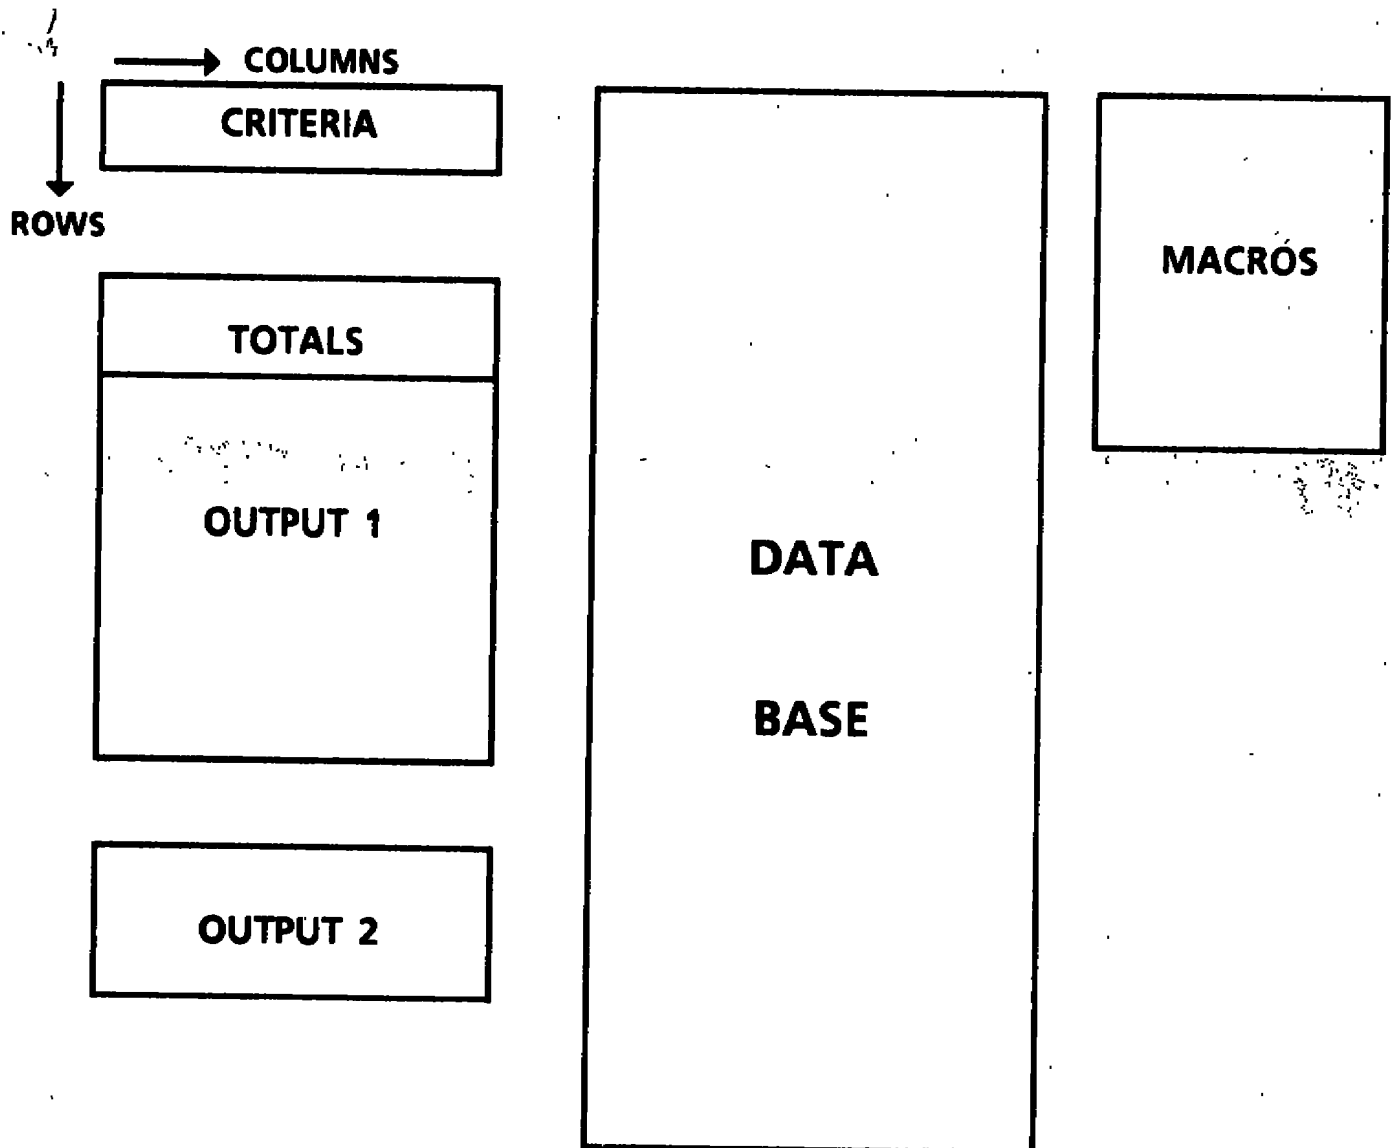 COLUMNS
CRITERIA
ROWS
TOTALS
OUTPUT 1
OUTPUT 2
DATA
BASE
MACROS